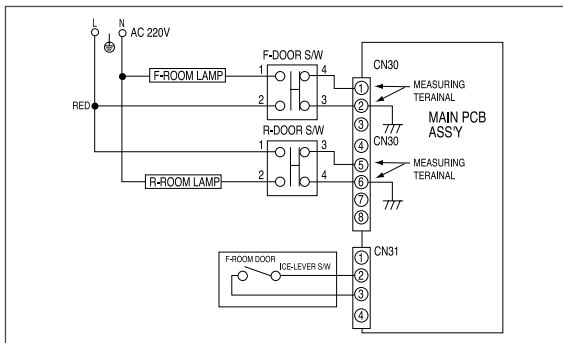 L N AC 220V
F-DOOR S/W
CN30
F-ROOM LAMP 1 4 1 MEASURING
TERAINAL
RED 2 3 2
MAIN PCB
ASS'Y
3
R-DOOR S/W 4
CN30
1 3 5 MEASURING
TERAINAL
R-ROOM LAMP 2 4 6
7
8
CN31
F-ROOM DOOR 1
ICE-LEVER S/W 2
3
4